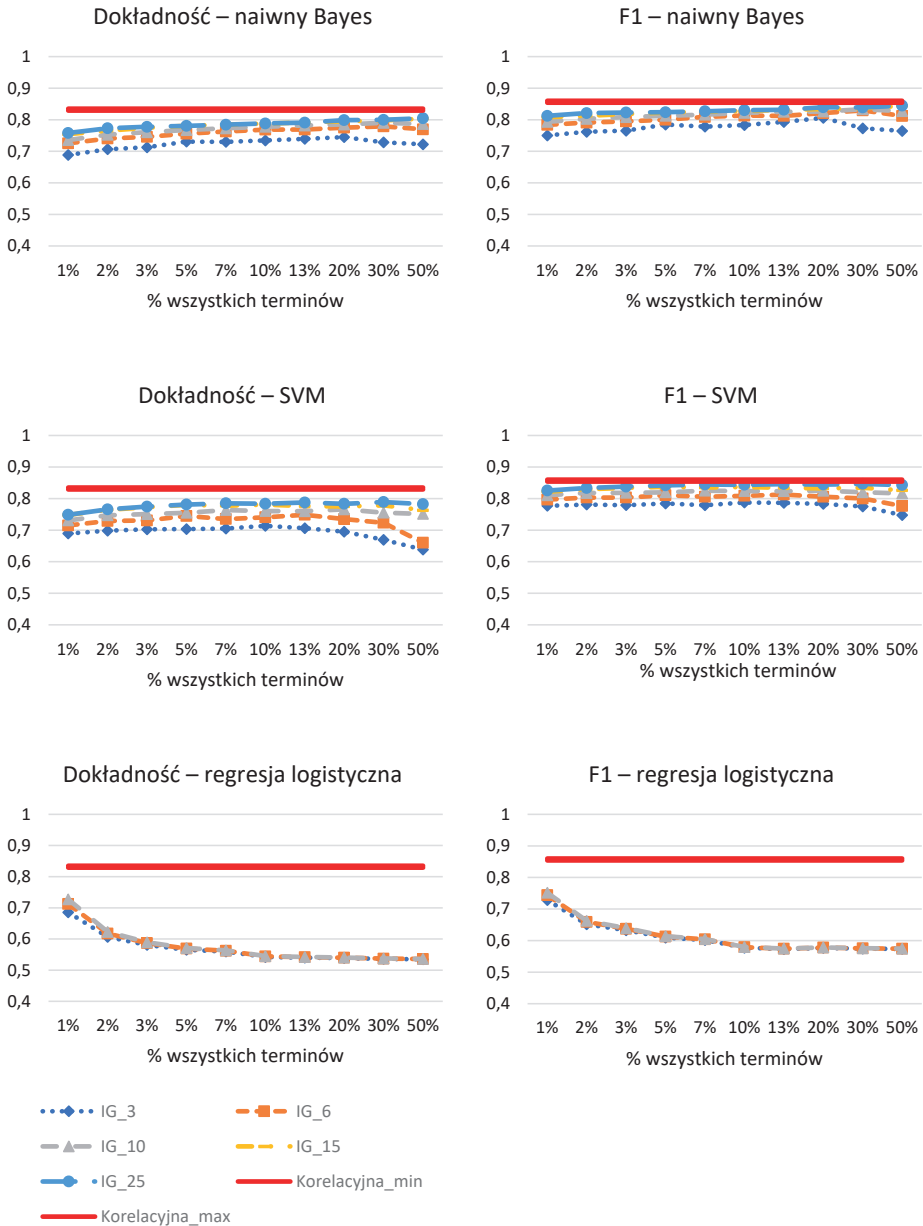 Dokładność – naiwny Bayes
1
0,9
0,8
0,7
0,6
0,5
0,4
1% 2% 3% 5% 7% 10% 13% 20% 30% 50%
% wszystkich terminów
F1 – naiwny Bayes
1
0,9
0,8
0,7
0,6
0,5
0,4
1% 2% 3% 5% 7% 10% 13% 20% 30% 50%
% wszystkich terminów
Dokładność – SVM
1
0,9
0,8
0,7
0,6
0,5
0,4
1% 2% 3% 5% 7% 10% 13% 20% 30% 50%
% wszystkich terminów
F1 – SVM
1
0,9
0,8
0,7
0,6
0,5
0,4
1% 2% 3% 5% 7% 10% 13% 20% 30% 50%
% wszystkich terminów
Dokładność – regresja logistyczna
1
0,9
0,8
0,7
0,6
0,5
0,4
1% 2% 3% 5% 7% 10% 13% 20% 30% 50%
% wszystkich terminów
F1 – regresja logistyczna
1
0,9
0,8
0,7
0,6
0,5
0,4
1% 2% 3% 5% 7% 10% 13% 20% 30% 50%
% wszystkich terminów
IG_3 IG_6
IG_10 IG_15
IG_25 Korelacyjna_min
Korelacyjna_max